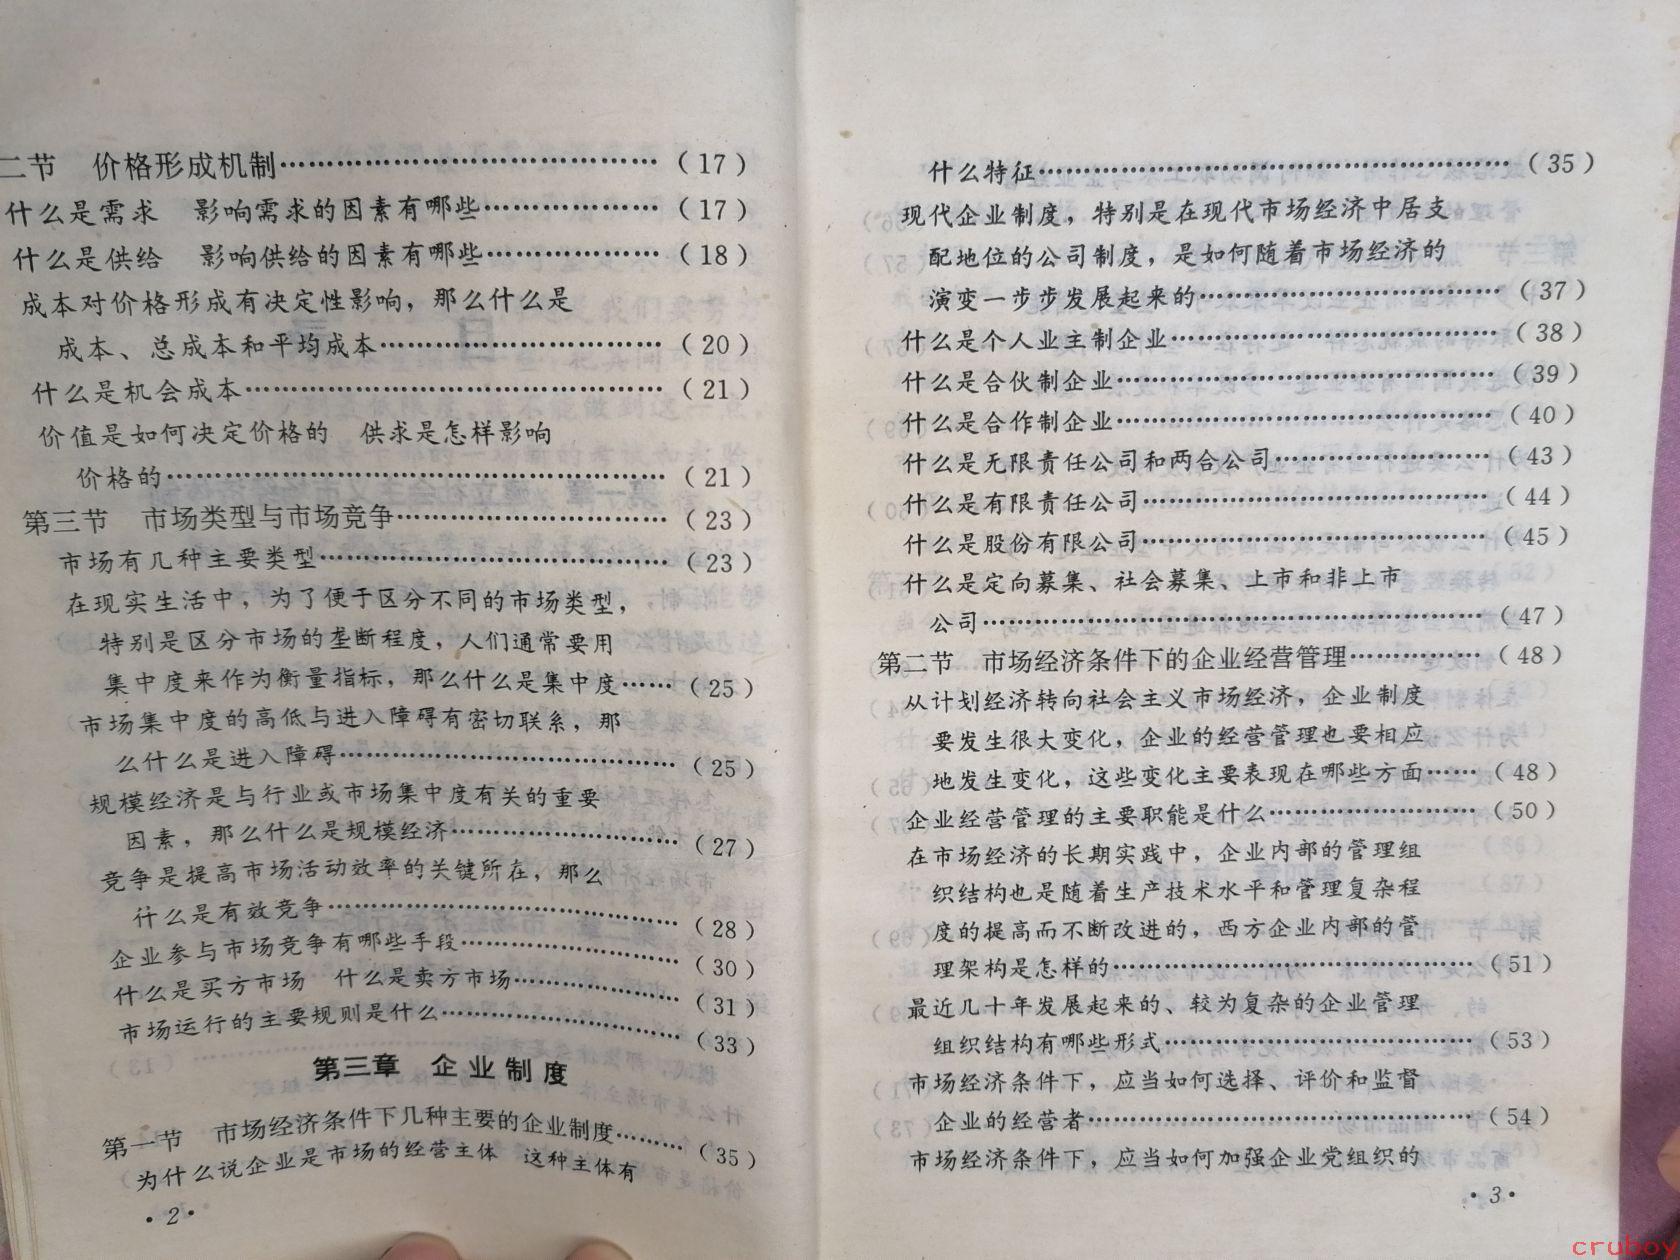 二节　价格形成机制……………………………………（17）
什么是需求　影响需求的因素有哪些………………（17）
什么是供给　影响供给的因素有哪些………………（18）
成本对价格形成有决定性影响，那么什么是
成本、总成本和平均成本…………………………（20）
什么是机会成本………………………………………（21）
价值是如何决定价格的　供求是怎样影响
价格的………………………………………………（21）
第三节　市场类型与市场竞争…………………………（23）
市场有几种主要类型…………………………………（23）
在现实生活中，为了便于区分不同的市场类型，
特别是区分市场的垄断程度，人们通常要用
集中度来作为衡量指标，那么什么是集中度……（25）
市场集中度的高低与进入障碍有密切联系，那
么什么是进入障碍………………………………（25）
规模经济是与行业或市场集中度有关的重要
因素，那么什么是规模经济……………………（27）
竞争是提高市场活动效率的关键所在，那么
什么是有效竞争…………………………………（28）
企业参与市场竞争有哪些手段……………………（30）
什么是买方市场　什么是卖方市场………………（31）
市场运行的主要规则是什么………………………（33）
第三章　企业制度
第一节　市场经济条件下几种主要的企业制度………（35）
为什么说企业是市场的经营主体　这种主体有
·2·
什么特征……………………………………………（35）
现代企业制度，特别是在现代市场经济中居支
配地位的公司制度，是如何随着市场经济的
演变一步步发展起来的……………………………（37）
什么是个人业主制企业………………………………（38）
什么是合伙制企业……………………………………（39）
什么是合作制企业……………………………………（40）
什么是无限责任公司和两合公司……………………（43）
什么是有限责任公司…………………………………（44）
什么是股份有限公司…………………………………（45）
什么是定向募集、社会募集、上市和非上市
公司…………………………………………………（47）
第二节　市场经济条件下的企业经营管理……………（48）
从计划经济转向社会主义市场经济，企业制度
要发生很大变化，企业的经营管理也要相应
地发生变化，这些变化主要表现在哪些方面……（48）
企业经营管理的主要职能是什么……………………（50）
在市场经济的长期实践中，企业内部的管理组
织结构也是随着生产技术水平和管理复杂程
度的提高而不断改进的，西方企业内部的管
理架构是怎样的……………………………………（51）
最近几十年发展起来的、较为复杂的企业管理
组织结构有哪些形式………………………………（53）
市场经济条件下，应当如何选择、评价和监督
企业的经营者………………………………………（54）
市场经济条件下，应当如何加强企业党组织的
·3·
cruboy